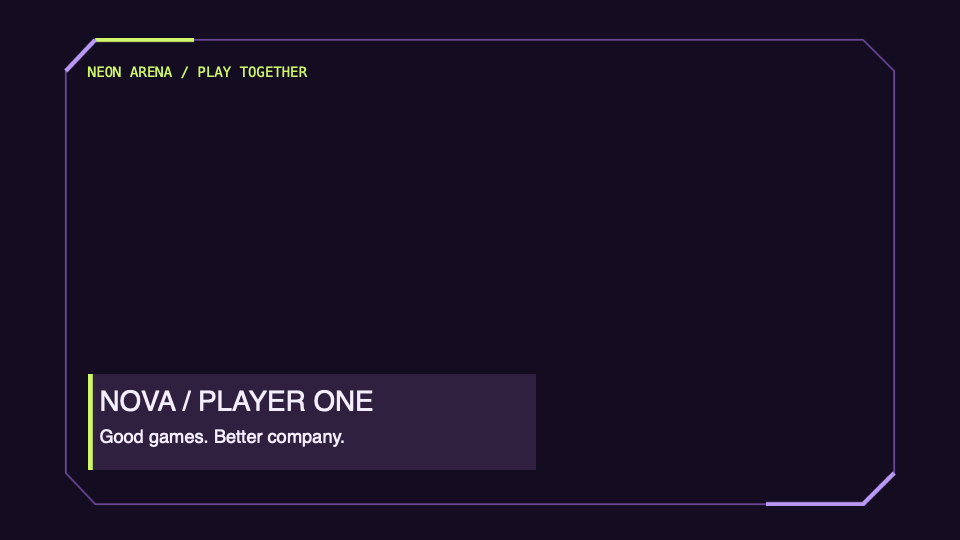 NEON ARENA / PLAY TOGETHER
NOVA / PLAYER ONE
Good games. Better company.